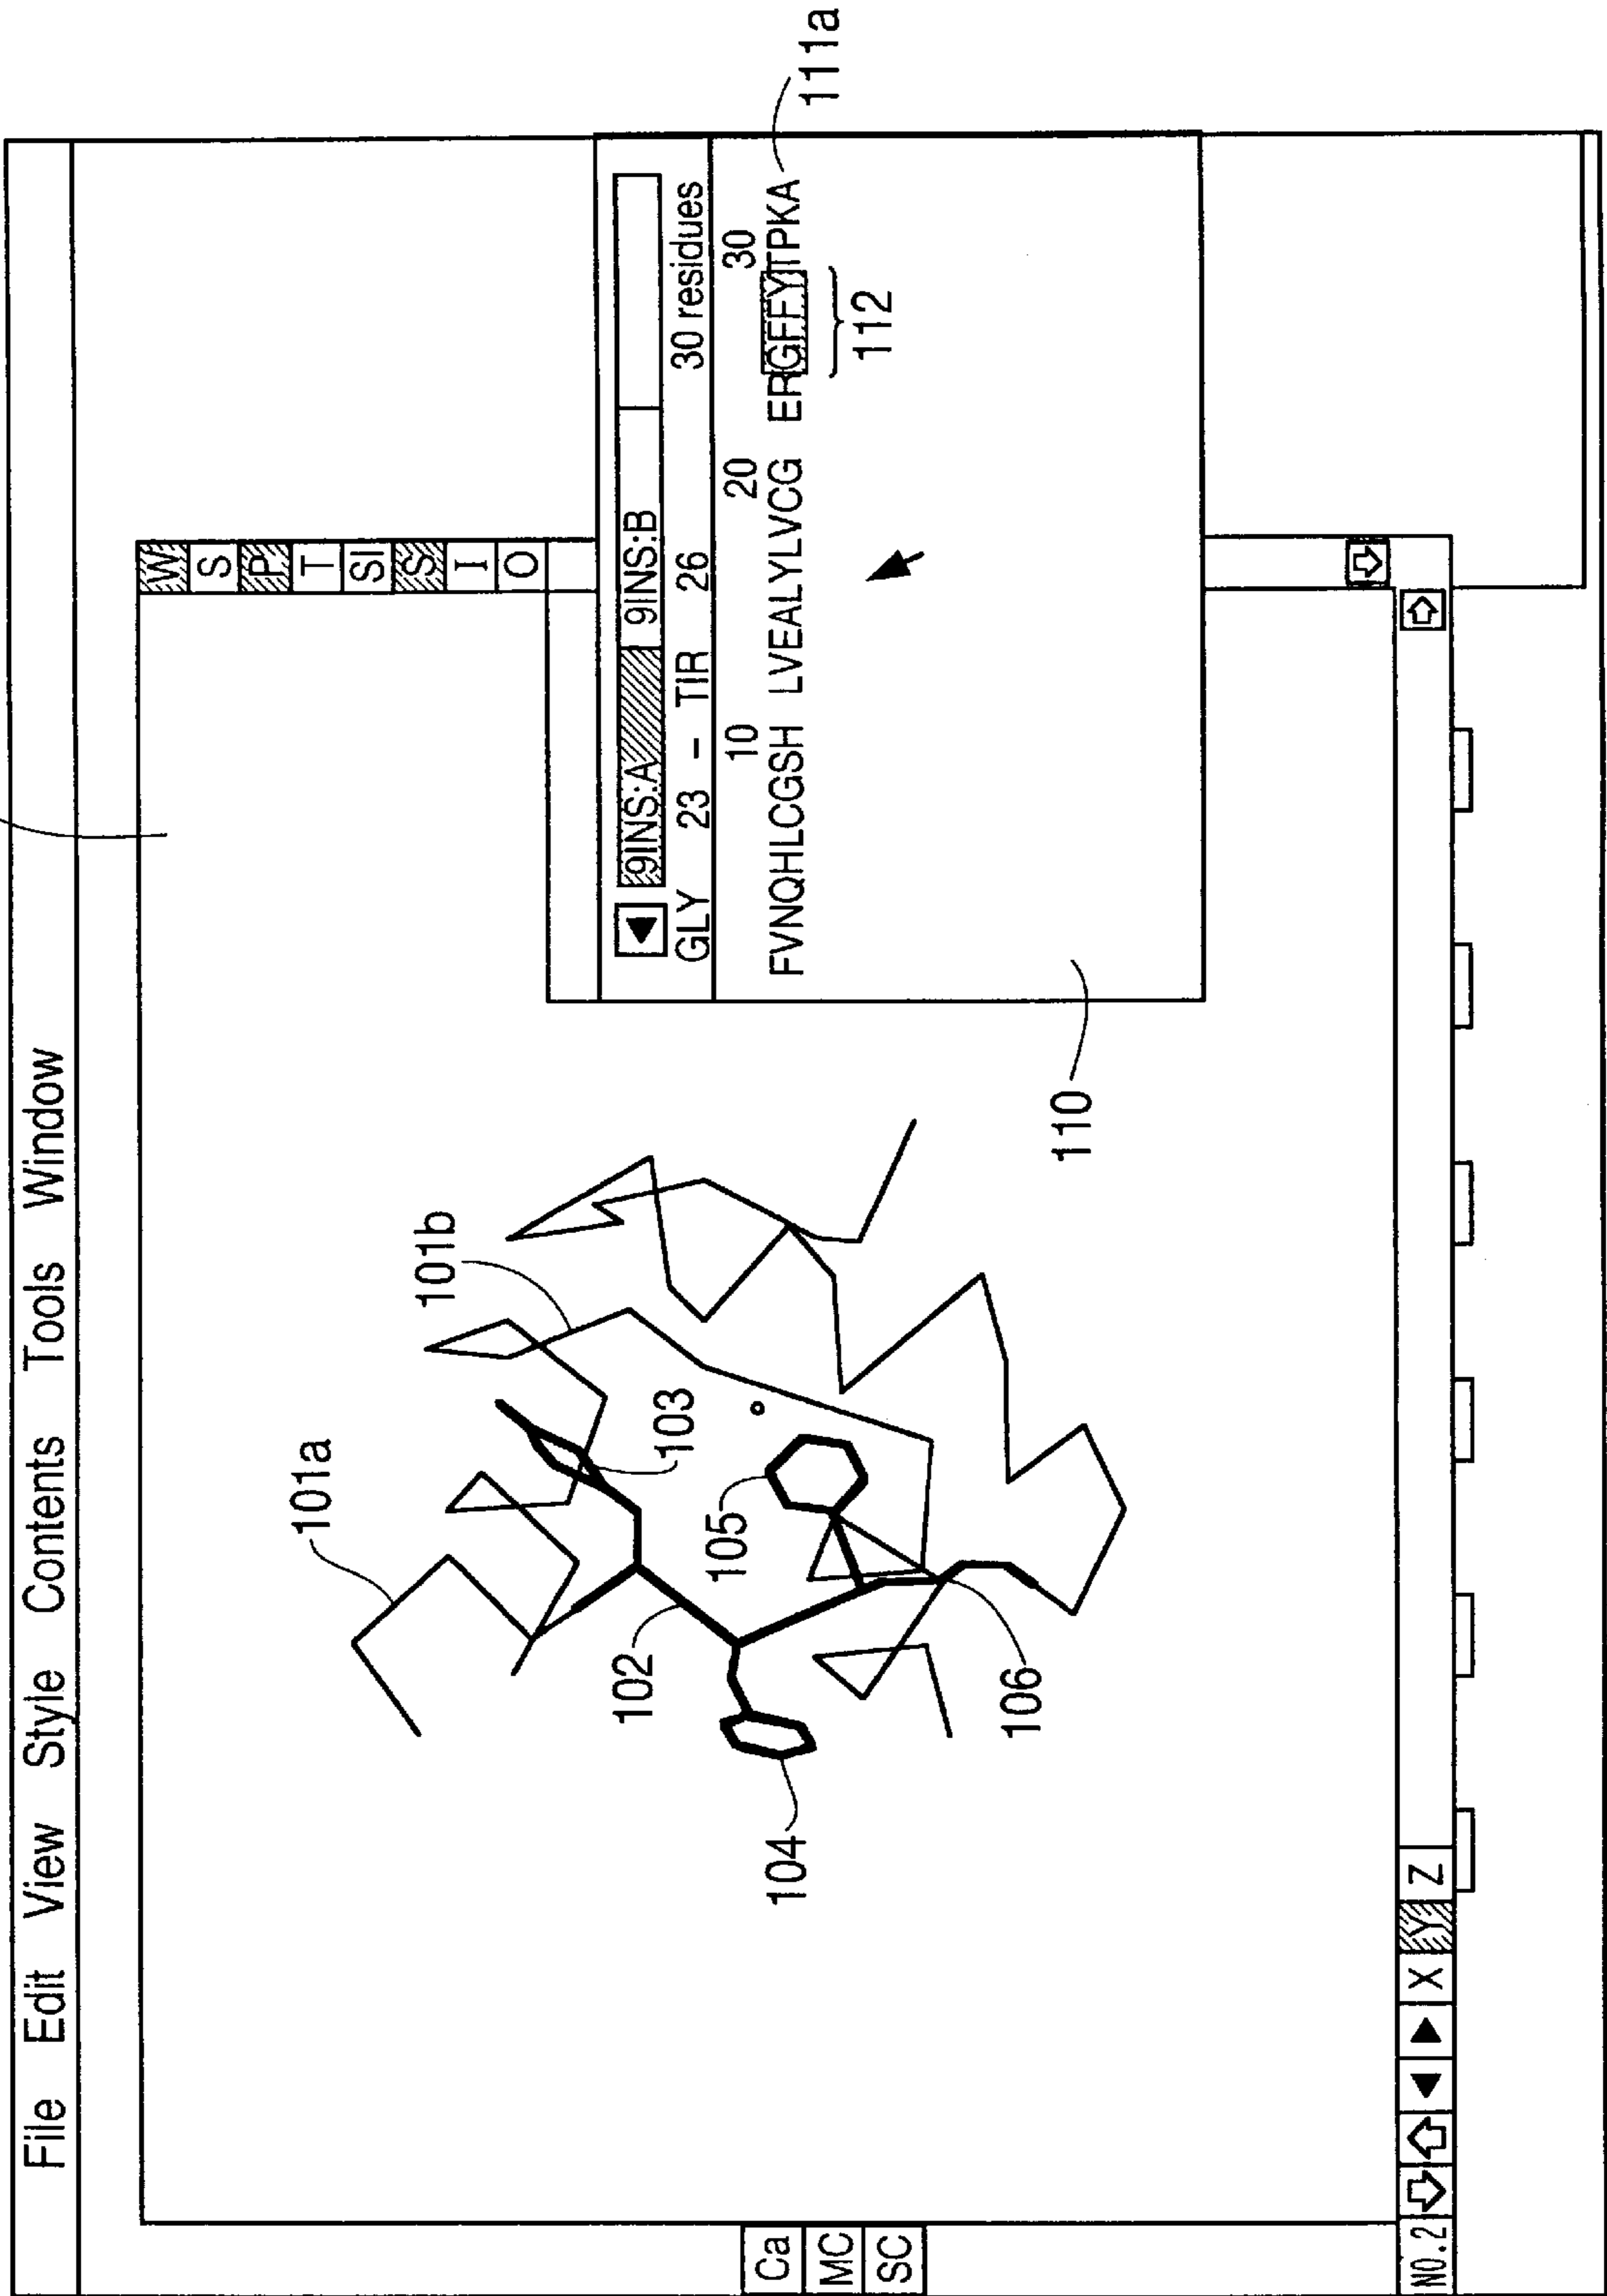 File Edit View Style Contents Tools Window
W
S
P
T
SI
S
I
O
101a
101b
102
103
104
105
106
9INS:A 9INS:B
GLY 23 - TIR 26 30 residues
10 20 30
FVNQHLCGSH LVEALYLVCG ERGFFYTPKA
111a
112
110
Ca
MC
SC
NO.2 X Y Z